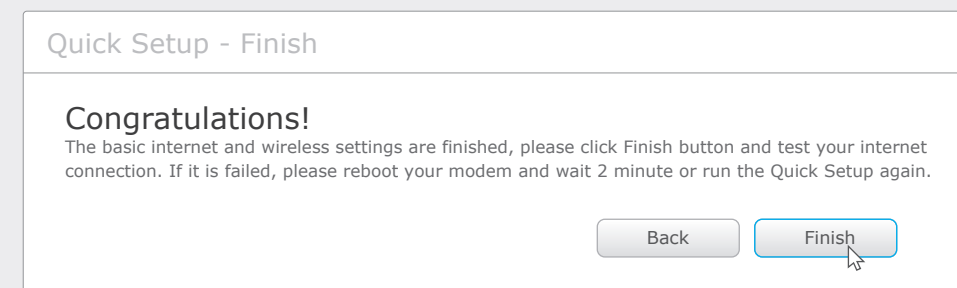 Quick Setup - Finish
Congratulations!
The basic internet and wireless settings are finished, please click Finish button and test your internet
connection. If it is failed, please reboot your modem and wait 2 minute or run the Quick Setup again.
Back Finish